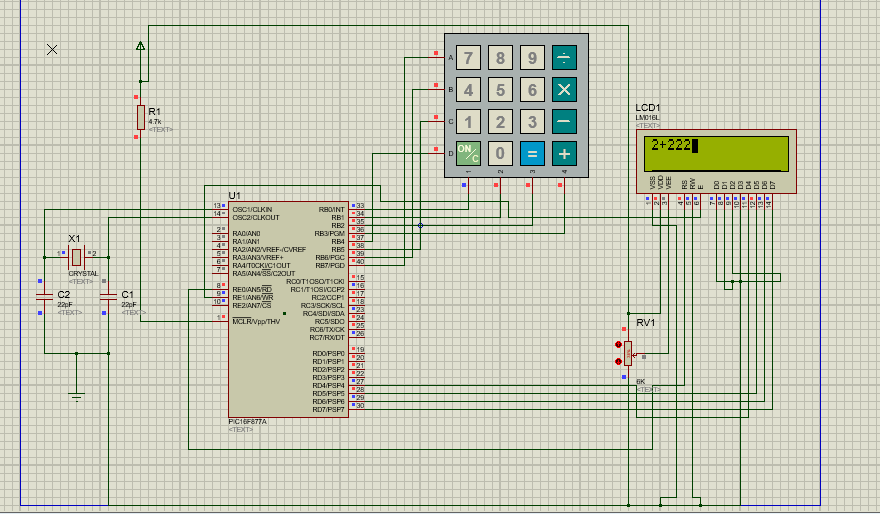 7 8 9 ÷
A
4 5 6 ×
B
1 2 3 −
C
ON/C 0 = +
D
1 2 3 4
LCD1
LM016L
<TEXT>
2+222
VSS VDD VEE RS RW E D0 D1 D2 D3 D4 D5 D6 D7
1 2 3 4 5 6 7 8 9 10 11 12 13 14
R1
4.7k
<TEXT>
U1
13 OSC1/CLKIN RB0/INT 33
14 OSC2/CLKOUT RB1 34
RB2 35
2 RA0/AN0 RB3/PGM 36
3 RA1/AN1 RB4 37
4 RA2/AN2/VREF-/CVREF RB5 38
5 RA3/AN3/VREF+ RB6/PGC 39
6 RA4/T0CKI/C1OUT RB7/PGD 40
7 RA5/AN4/SS/C2OUT
RC0/T1OSO/T1CKI 15
8 RE0/AN5/RD RC1/T1OSI/CCP2 16
9 RE1/AN6/WR RC2/CCP1 17
10 RE2/AN7/CS RC3/SCK/SCL 18
RC4/SDI/SDA 23
1 MCLR/Vpp/THV RC5/SDO 24
RC6/TX/CK 25
RC7/RX/DT 26
RD0/PSP0 19
RD1/PSP1 20
RD2/PSP2 21
RD3/PSP3 22
RD4/PSP4 27
RD5/PSP5 28
RD6/PSP6 29
RD7/PSP7 30
PIC16F877A
<TEXT>
X1
1 2
CRYSTAL
<TEXT>
C2
22pF
<TEXT>
C1
22pF
<TEXT>
RV1
6K
<TEXT>